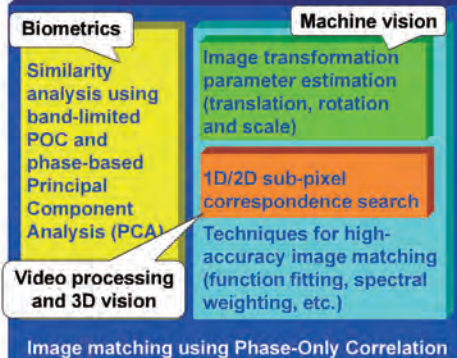 Biometrics
Similarity
analysis using
band-limited
POC and
phase-based
Principal
Component
Analysis (PCA)
Machine vision
Image transformation
parameter estimation
(translation, rotation
and scale)
1D/2D sub-pixel
correspondence search
Video processing
and 3D vision
Techniques for high-
accuracy image matching
(function fitting, spectral
weighting, etc.)
Image matching using Phase-Only Correlation